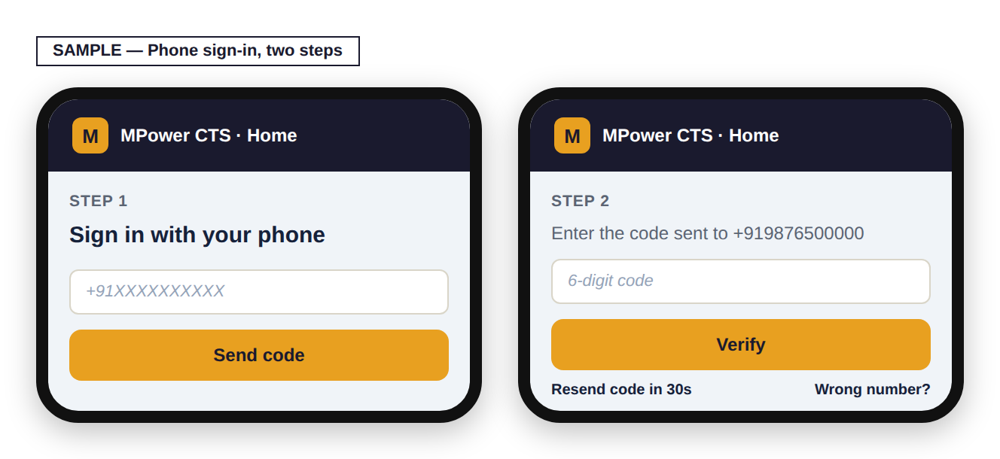 SAMPLE — Phone sign-in, two steps
M MPower CTS · Home
STEP 1
Sign in with your phone
+91XXXXXXXXXX
Send code
M MPower CTS · Home
STEP 2
Enter the code sent to +919876500000
6-digit code
Verify
Resend code in 30s Wrong number?